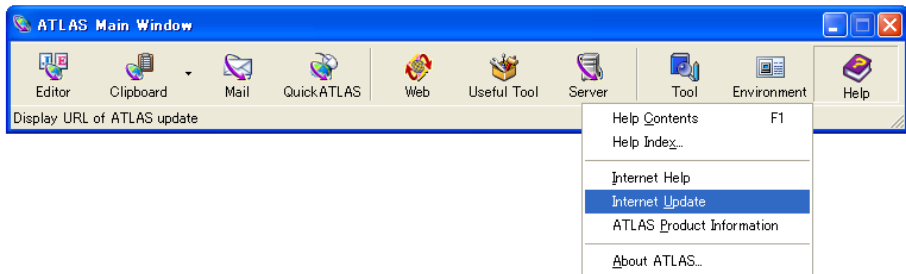 ATLAS Main Window
Editor Clipboard Mail QuickATLAS Web Useful Tool Server Tool Environment Help
Display URL of ATLAS update
Help Contents F1
Help Index...
Internet Help
Internet Update
ATLAS Product Information
About ATLAS...